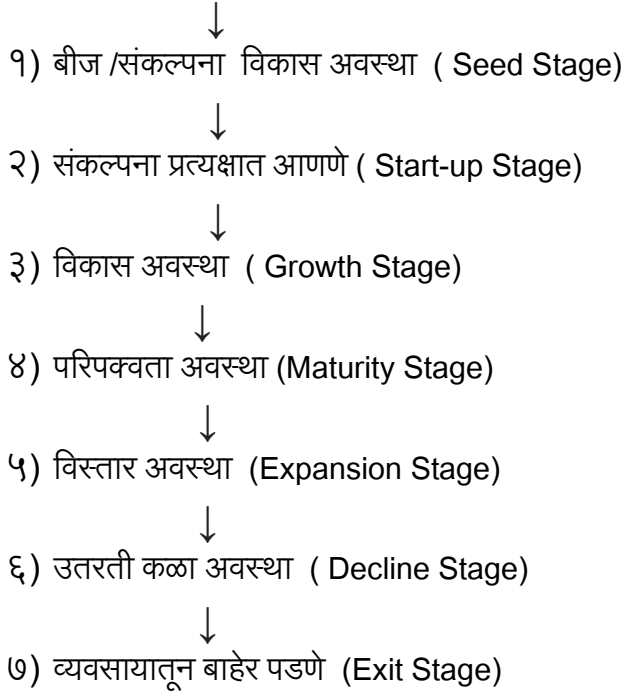 ↓
१) बीज /संकल्पना विकास अवस्था ( Seed Stage)
↓
२) संकल्पना प्रत्यक्षात आणणे ( Start-up Stage)
↓
३) विकास अवस्था ( Growth Stage)
↓
४) परिपक्वता अवस्था (Maturity Stage)
↓
५) विस्तार अवस्था (Expansion Stage)
↓
६) उतरती कळा अवस्था ( Decline Stage)
↓
७) व्यवसायातून बाहेर पडणे (Exit Stage)